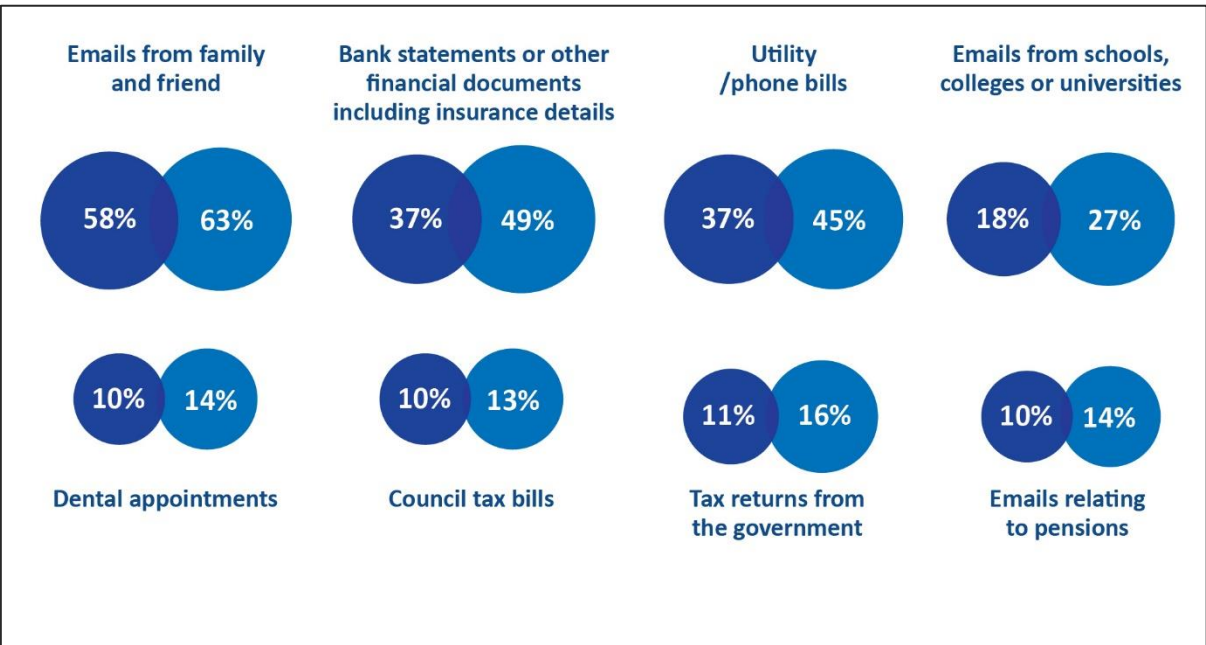 Emails from family
and friend
58% 63%
Bank statements or other
financial documents
including insurance details
37% 49%
Utility
/phone bills
37% 45%
Emails from schools,
colleges or universities
18% 27%
10% 14%
Dental appointments
10% 13%
Council tax bills
11% 16%
Tax returns from
the government
10% 14%
Emails relating
to pensions